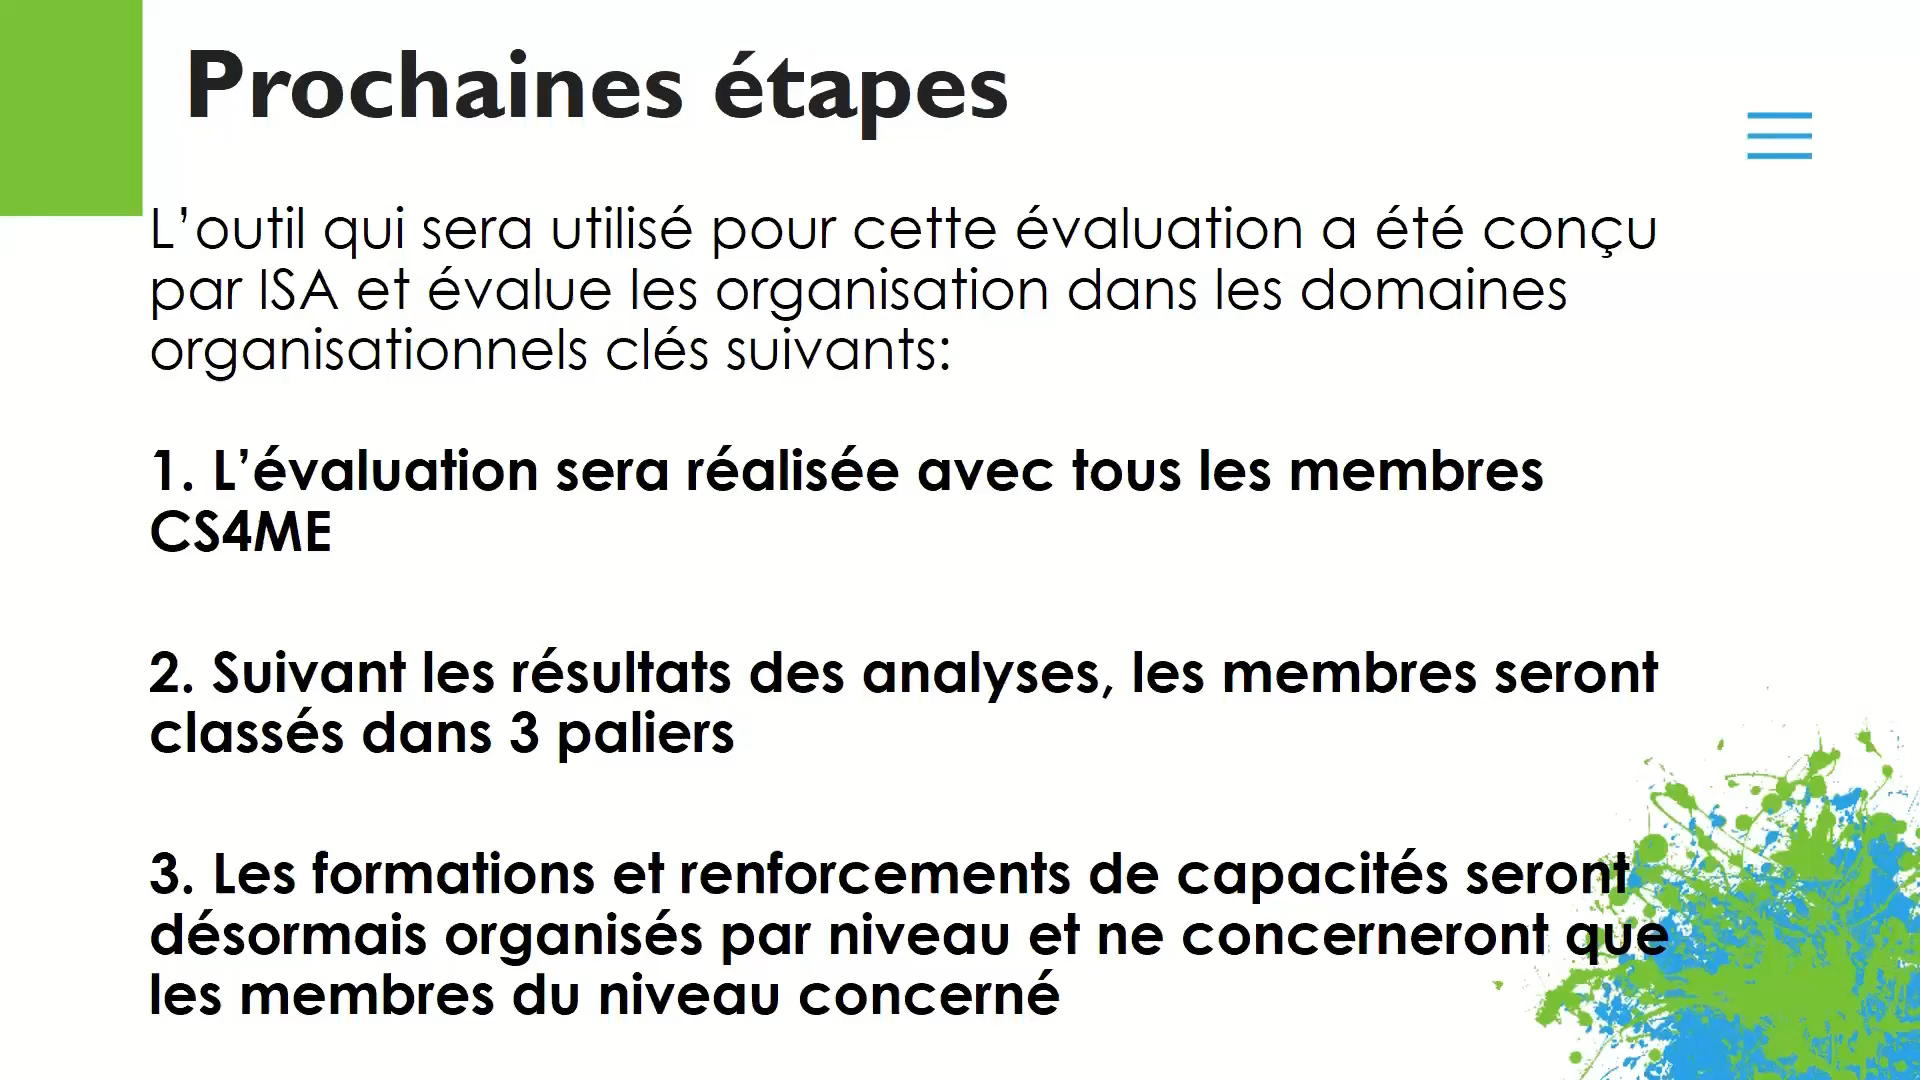 Prochaines étapes
L’outil qui sera utilisé pour cette évaluation a été conçu
par ISA et évalue les organisation dans les domaines
organisationnels clés suivants:
1. L’évaluation sera réalisée avec tous les membres
CS4ME
2. Suivant les résultats des analyses, les membres seront
classés dans 3 paliers
3. Les formations et renforcements de capacités seront
désormais organisés par niveau et ne concerneront que
les membres du niveau concerné